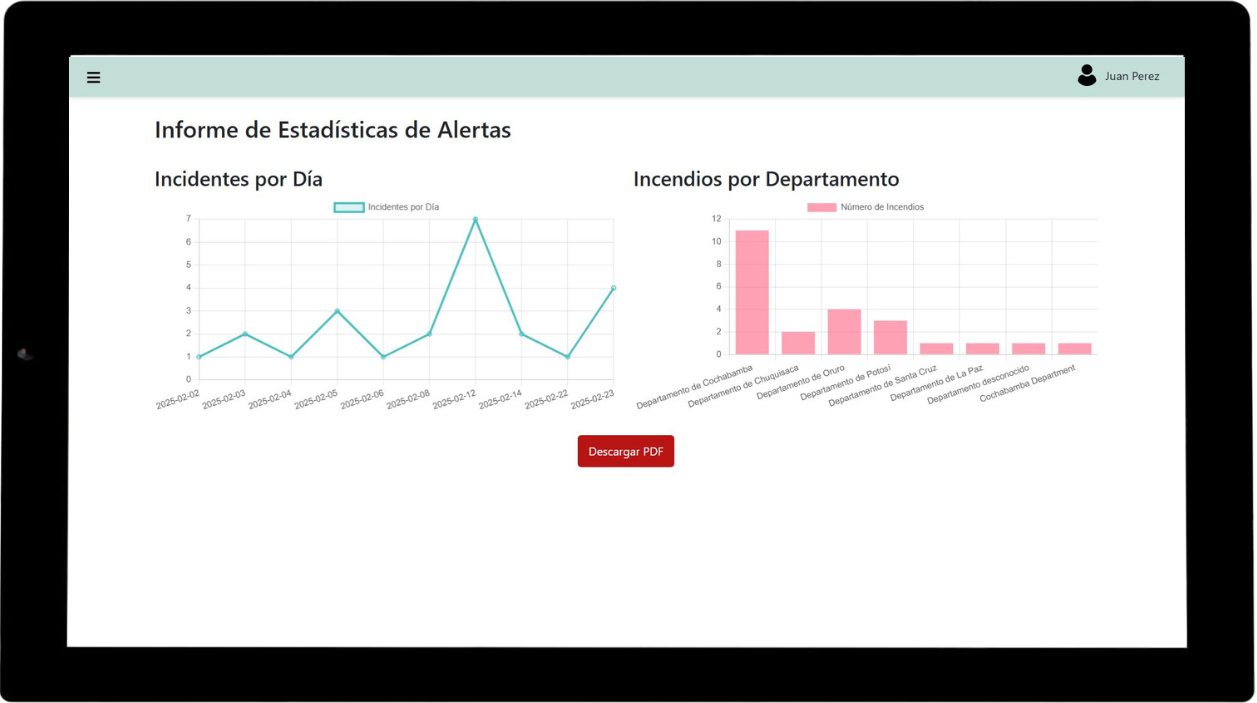 Juan Perez
Informe de Estadísticas de Alertas
Incidentes por Día
Incidentes por Día
7
6
5
4
3
2
1
0
2025-02-02
2025-02-03
2025-02-04
2025-02-05
2025-02-06
2025-02-08
2025-02-12
2025-02-14
2025-02-22
2025-02-23
Incendios por Departamento
Número de Incendios
12
10
8
6
4
2
0
Departamento de Cochabamba
Departamento de Chuquisaca
Departamento de Oruro
Departamento de Potosí
Departamento de Santa Cruz
Departamento de La Paz
Departamento desconocido
Cochabamba Department
Descargar PDF